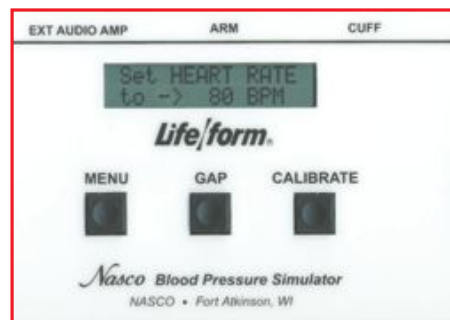 EXT AUDIO AMP ARM CUFF
Set HEART RATE
to -> 80 BPM
Life/form®
MENU GAP CALIBRATE
Nasco Blood Pressure Simulator
NASCO • Fort Atkinson, WI